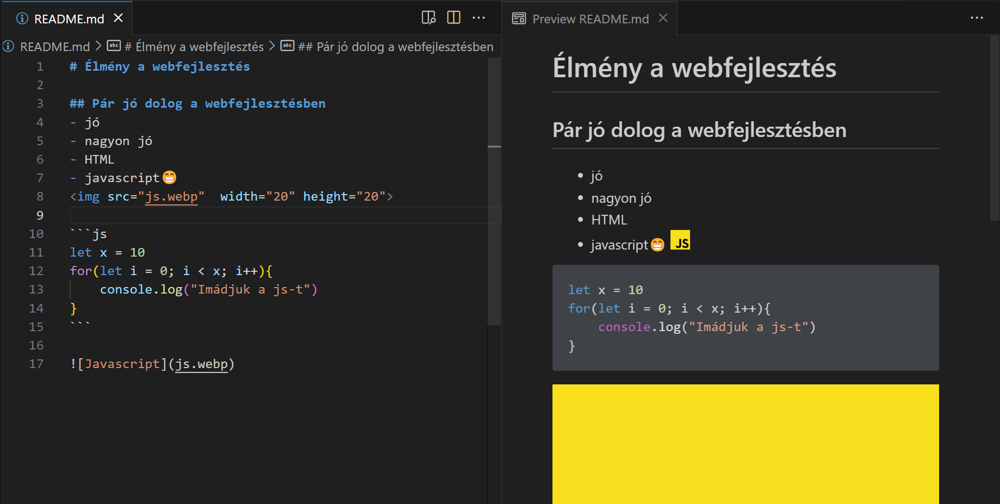 README.md
README.md > # Élmény a webfejlesztés > ## Pár jó dolog a webfejlesztésben
1 # Élmény a webfejlesztés
2
3 ## Pár jó dolog a webfejlesztésben
4 - jó
5 - nagyon jó
6 - HTML
7 - javascript😁
8 <img src="js.webp"  width="20" height="20">
9
10 ```js
11 let x = 10
12 for(let i = 0; i < x; i++){
13     console.log("Imádjuk a js-t")
14 }
15 ```
16
17 ![Javascript](js.webp)
Preview README.md
Élmény a webfejlesztés
Pár jó dolog a webfejlesztésben
• jó
• nagyon jó
• HTML
• javascript😁 JS
let x = 10
for(let i = 0; i < x; i++){
    console.log("Imádjuk a js-t")
}